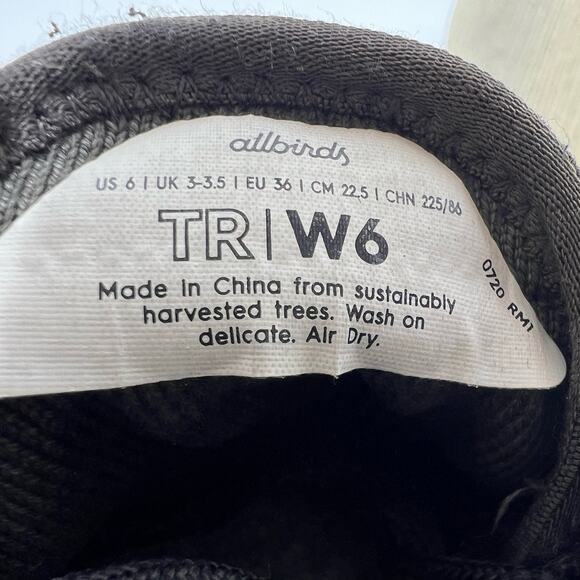 allbirds
US 6 | UK 3-3.5 | EU 36 | CM 22.5 | CHN 225/86
TR | W6
Made in China from sustainably
harvested trees. Wash on
delicate. Air Dry.
0720 RM1